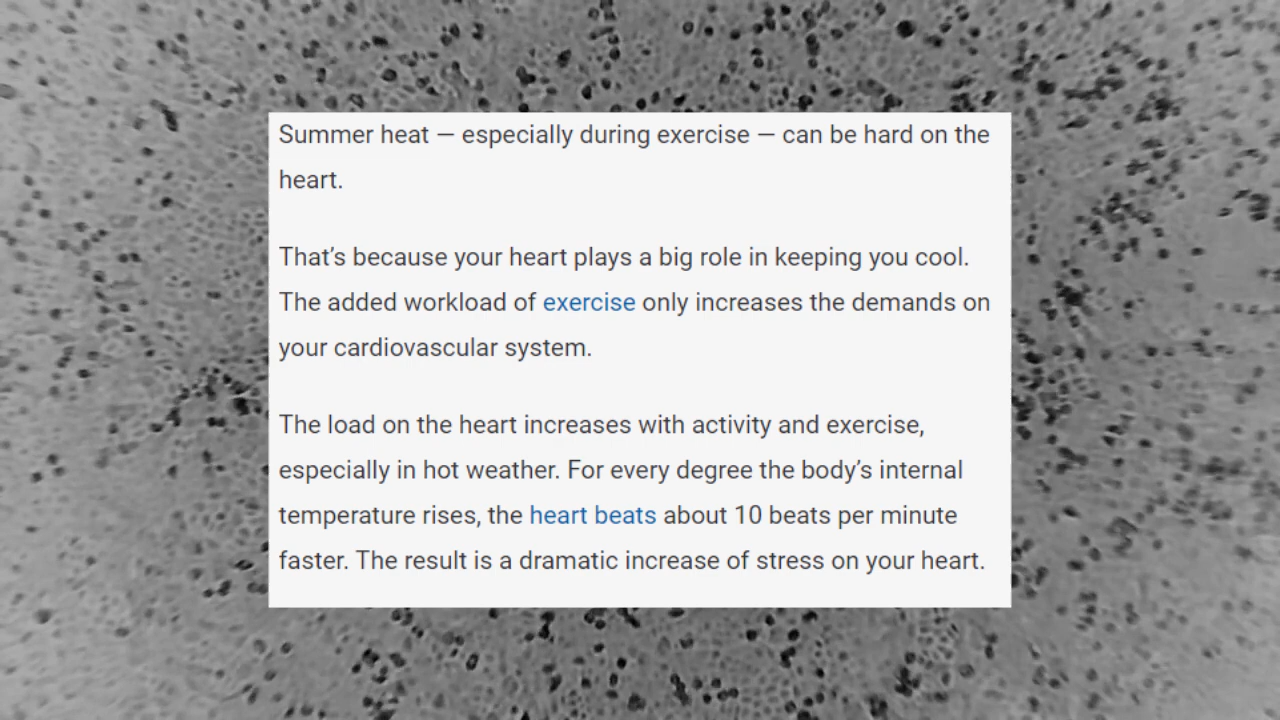 Summer heat — especially during exercise — can be hard on the
heart.
That’s because your heart plays a big role in keeping you cool.
The added workload of exercise only increases the demands on
your cardiovascular system.
The load on the heart increases with activity and exercise,
especially in hot weather. For every degree the body’s internal
temperature rises, the heart beats about 10 beats per minute
faster. The result is a dramatic increase of stress on your heart.